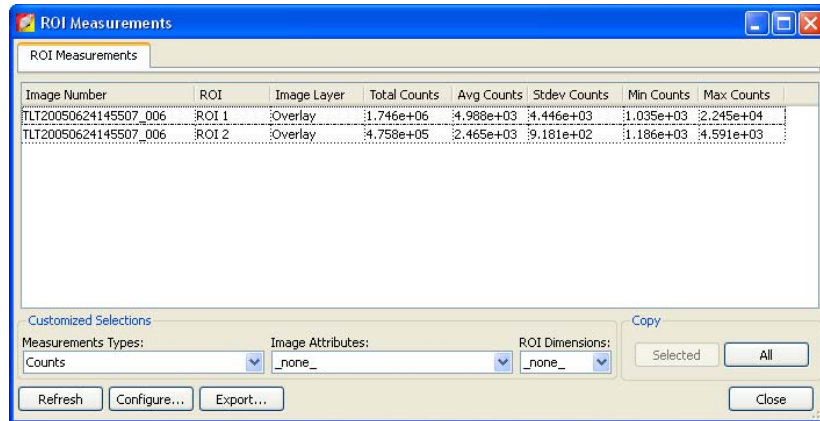 ROI Measurements
ROI Measurements
Image Number ROI Image Layer Total Counts Avg Counts Stdev Counts Min Counts Max Counts
TLT20050624145507_006 ROI 1 Overlay 1.746e+06 4.988e+03 4.446e+03 1.035e+03 2.245e+04
TLT20050624145507_006 ROI 2 Overlay 4.758e+05 2.465e+03 9.181e+02 1.186e+03 4.591e+03
Customized Selections Copy
Measurements Types: Image Attributes: ROI Dimensions:
Counts _none_ _none_ Selected All
Refresh Configure... Export... Close